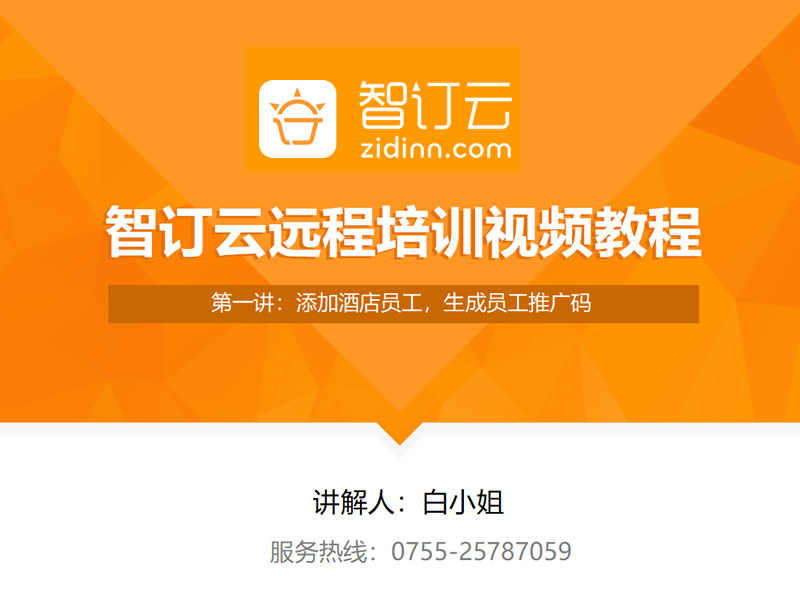 智订云
zidinn.com
智订云远程培训视频教程
第一讲：添加酒店员工，生成员工推广码
讲解人：白小姐
服务热线：0755-25787059